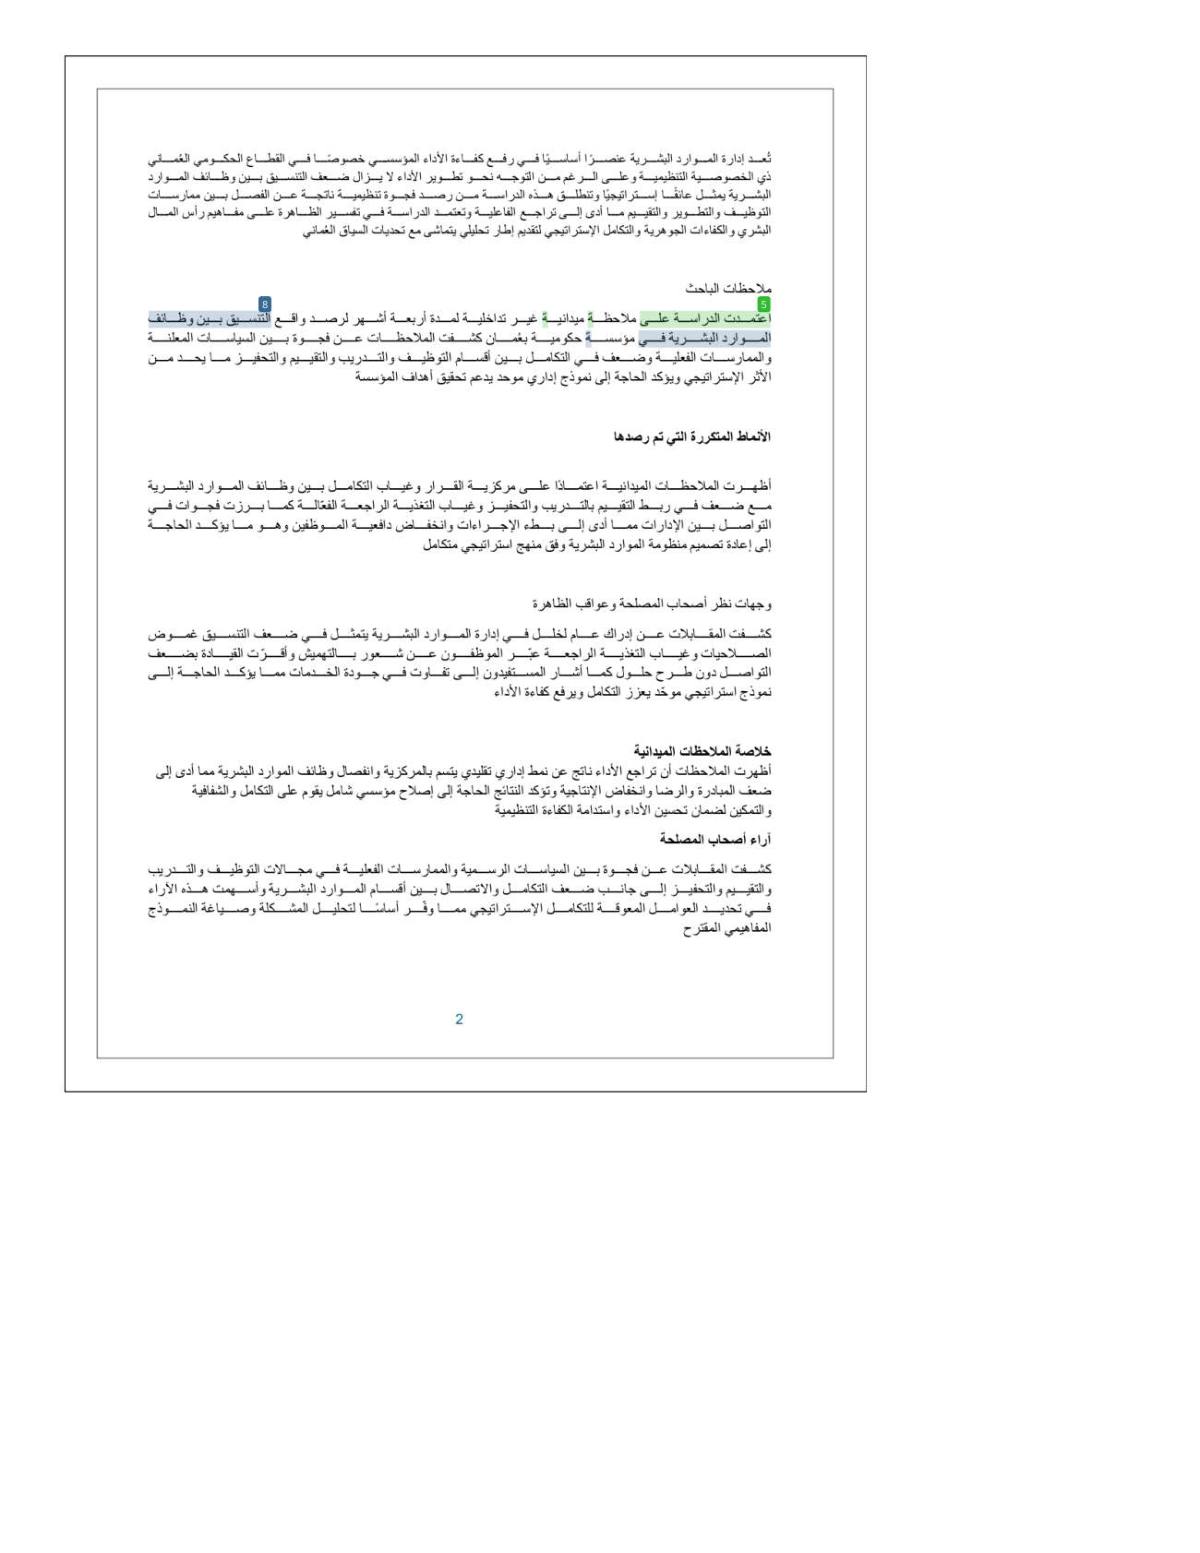 تُعد إدارة الموارد البشرية عنصرًا أساسيًا في رفع كفاءة الأداء المؤسسي خصوصًا في القطاع الحكومي العُماني
ذي الخصوصية التنظيمية وعلى الرغم من التوجه نحو تطوير الأداء لا يزال ضعف التنسيق بين وظائف الموارد
البشرية يمثل عائقًا إستراتيجيًا وتنطلق هذه الدراسة من رصد فجوة تنظيمية ناتجة عن الفصل بين ممارسات
التوظيف والتطوير والتقييم ما أدى إلى تراجع الفاعلية وتعتمد الدراسة في تفسير الظاهرة على مفاهيم رأس المال
البشري والكفاءات الجوهرية والتكامل الإستراتيجي لتقديم إطار تحليلي يتماشى مع تحديات السياق العُماني
ملاحظات الباحث
5
8
اعتمدت الدراسة على ملاحظة ميدانية غير تداخلية لمدة أربعة أشهر لرصد واقع التنسيق بين وظائف
الموارد البشرية في مؤسسة حكومية بعُمان كشفت الملاحظات عن فجوة بين السياسات المعلنة
والممارسات الفعلية وضعف في التكامل بين أقسام التوظيف والتدريب والتقييم والتحفيز ما يحد من
الأثر الإستراتيجي ويؤكد الحاجة إلى نموذج إداري موحد يدعم تحقيق أهداف المؤسسة
الأنماط المتكررة التي تم رصدها
أظهرت الملاحظات الميدانية اعتمادًا على مركزية القرار وغياب التكامل بين وظائف الموارد البشرية
مع ضعف في ربط التقييم بالتدريب والتحفيز وغياب التغذية الراجعة الفعّالة كما برزت فجوات في
التواصل بين الإدارات مما أدى إلى بطء الإجراءات وانخفاض دافعية الموظفين وهو ما يؤكد الحاجة
إلى إعادة تصميم منظومة الموارد البشرية وفق منهج استراتيجي متكامل
وجهات نظر أصحاب المصلحة وعواقب الظاهرة
كشفت المقابلات عن إدراك عام لخلل في إدارة الموارد البشرية يتمثل في ضعف التنسيق غموض
الصلاحيات وغياب التغذية الراجعة عبّر الموظفون عن شعور بالتهميش وأقرّت القيادة بضعف
التواصل دون طرح حلول كما أشار المستفيدون إلى تفاوت في جودة الخدمات مما يؤكد الحاجة إلى
نموذج استراتيجي موحّد يعزز التكامل ويرفع كفاءة الأداء
خلاصة الملاحظات الميدانية
أظهرت الملاحظات أن تراجع الأداء ناتج عن نمط إداري تقليدي يتسم بالمركزية وانفصال وظائف الموارد البشرية مما أدى إلى
ضعف المبادرة والرضا وانخفاض الإنتاجية وتؤكد النتائج الحاجة إلى إصلاح مؤسسي شامل يقوم على التكامل والشفافية
والتمكين لضمان تحسين الأداء واستدامة الكفاءة التنظيمية
آراء أصحاب المصلحة
كشفت المقابلات عن فجوة بين السياسات الرسمية والممارسات الفعلية في مجالات التوظيف والتدريب
والتقييم والتحفيز إلى جانب ضعف التكامل والاتصال بين أقسام الموارد البشرية وأسهمت هذه الآراء
في تحديد العوامل المعوقة للتكامل الإستراتيجي مما وفّر أساسًا لتحليل المشكلة وصياغة النموذج
المفاهيمي المقترح
2